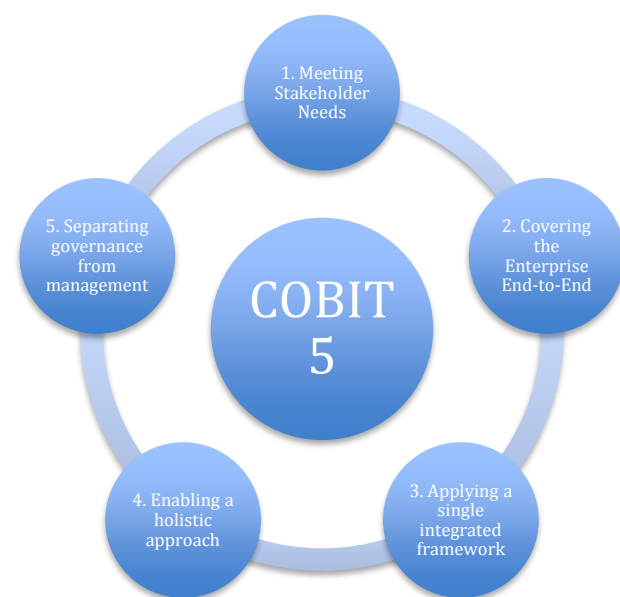 1. Meeting
Stakeholder
Needs
2. Covering
the
Enterprise
End-to-End
3. Applying a
single
integrated
framework
4. Enabling a
holistic
approach
5. Separating
governance
from
management
COBIT
5